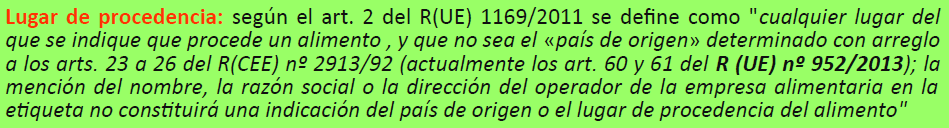 Lugar de procedencia: según el art. 2 del R(UE) 1169/2011 se define como "cualquier lugar del
que se indique que procede un alimento , y que no sea el «país de origen» determinado con arreglo
a los arts. 23 a 26 del R(CEE) nº 2913/92 (actualmente los art. 60 y 61 del R (UE) nº 952/2013); la
mención del nombre, la razón social o la dirección del operador de la empresa alimentaria en la
etiqueta no constituirá una indicación del país de origen o el lugar de procedencia del alimento"